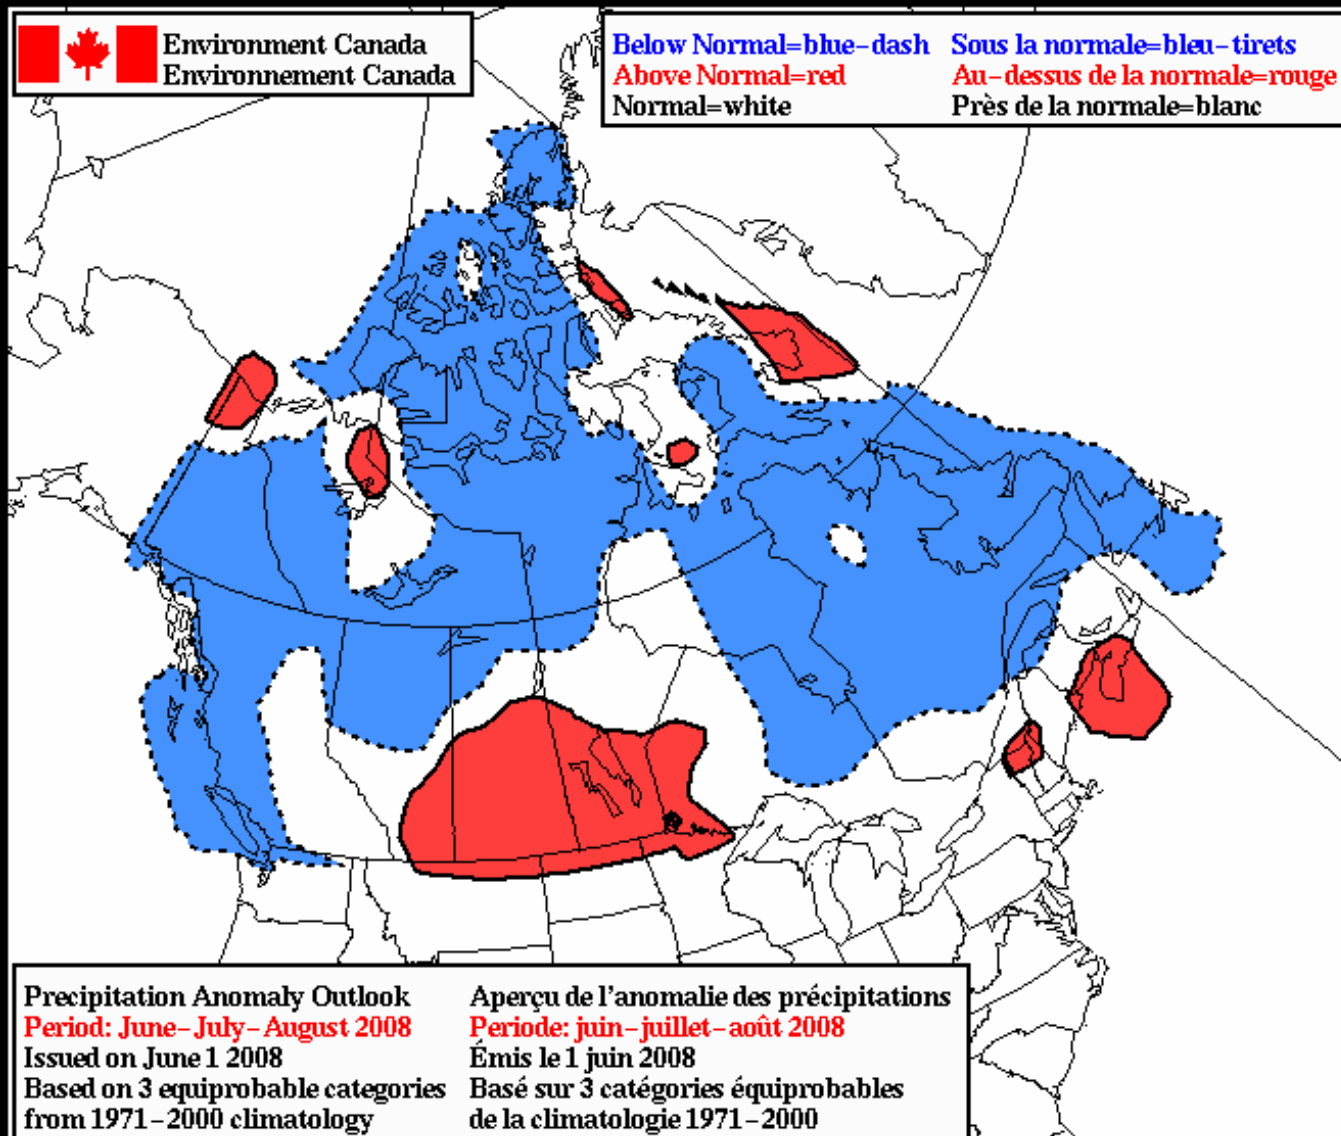 Environment Canada
Environnement Canada
Below Normal=blue-dash
Above Normal=red
Normal=white
Sous la normale=bleu-tirets
Au-dessus de la normale=rouge
Près de la normale=blanc
Precipitation Anomaly Outlook
Period: June-July-August 2008
Issued on June 1 2008
Based on 3 equiprobable categories
from 1971-2000 climatology
Aperçu de l'anomalie des précipitations
Periode: juin-juillet-août 2008
Émis le 1 juin 2008
Basé sur 3 catégories équiprobables
de la climatologie 1971-2000